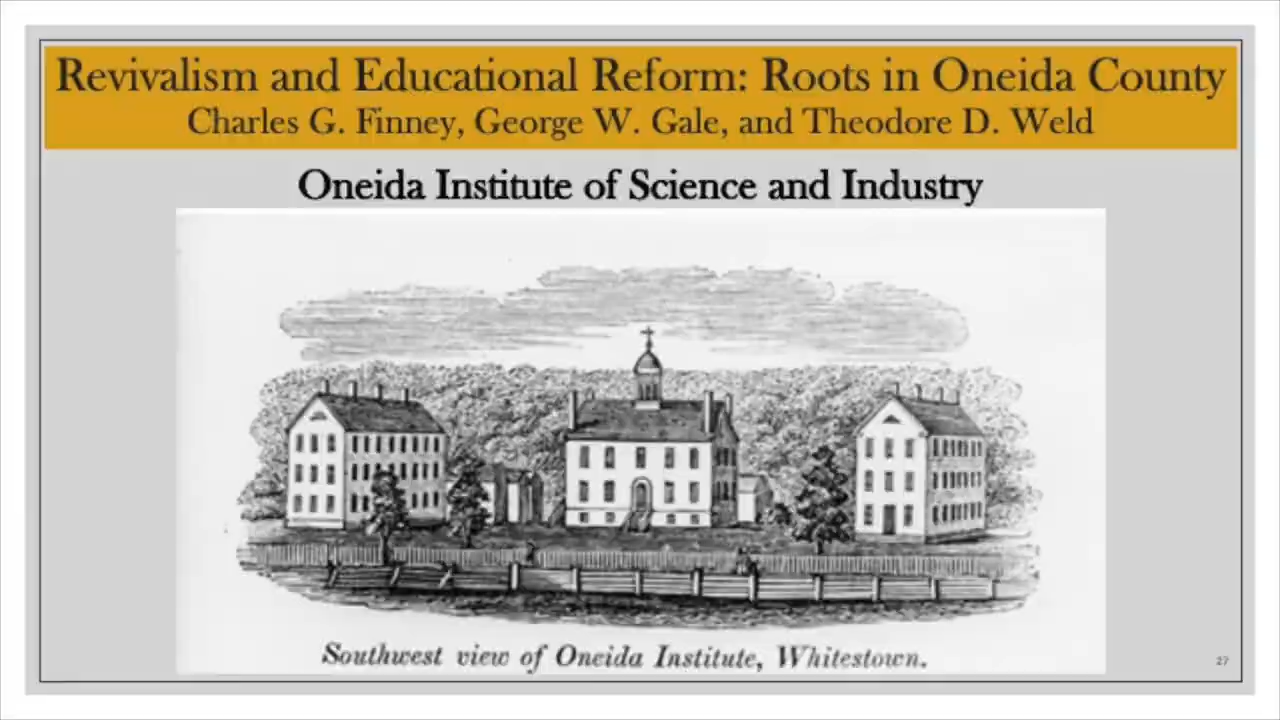 Revivalism and Educational Reform: Roots in Oneida County
Charles G. Finney, George W. Gale, and Theodore D. Weld
Oneida Institute of Science and Industry
Southwest view of Oneida Institute, Whitestown.
27